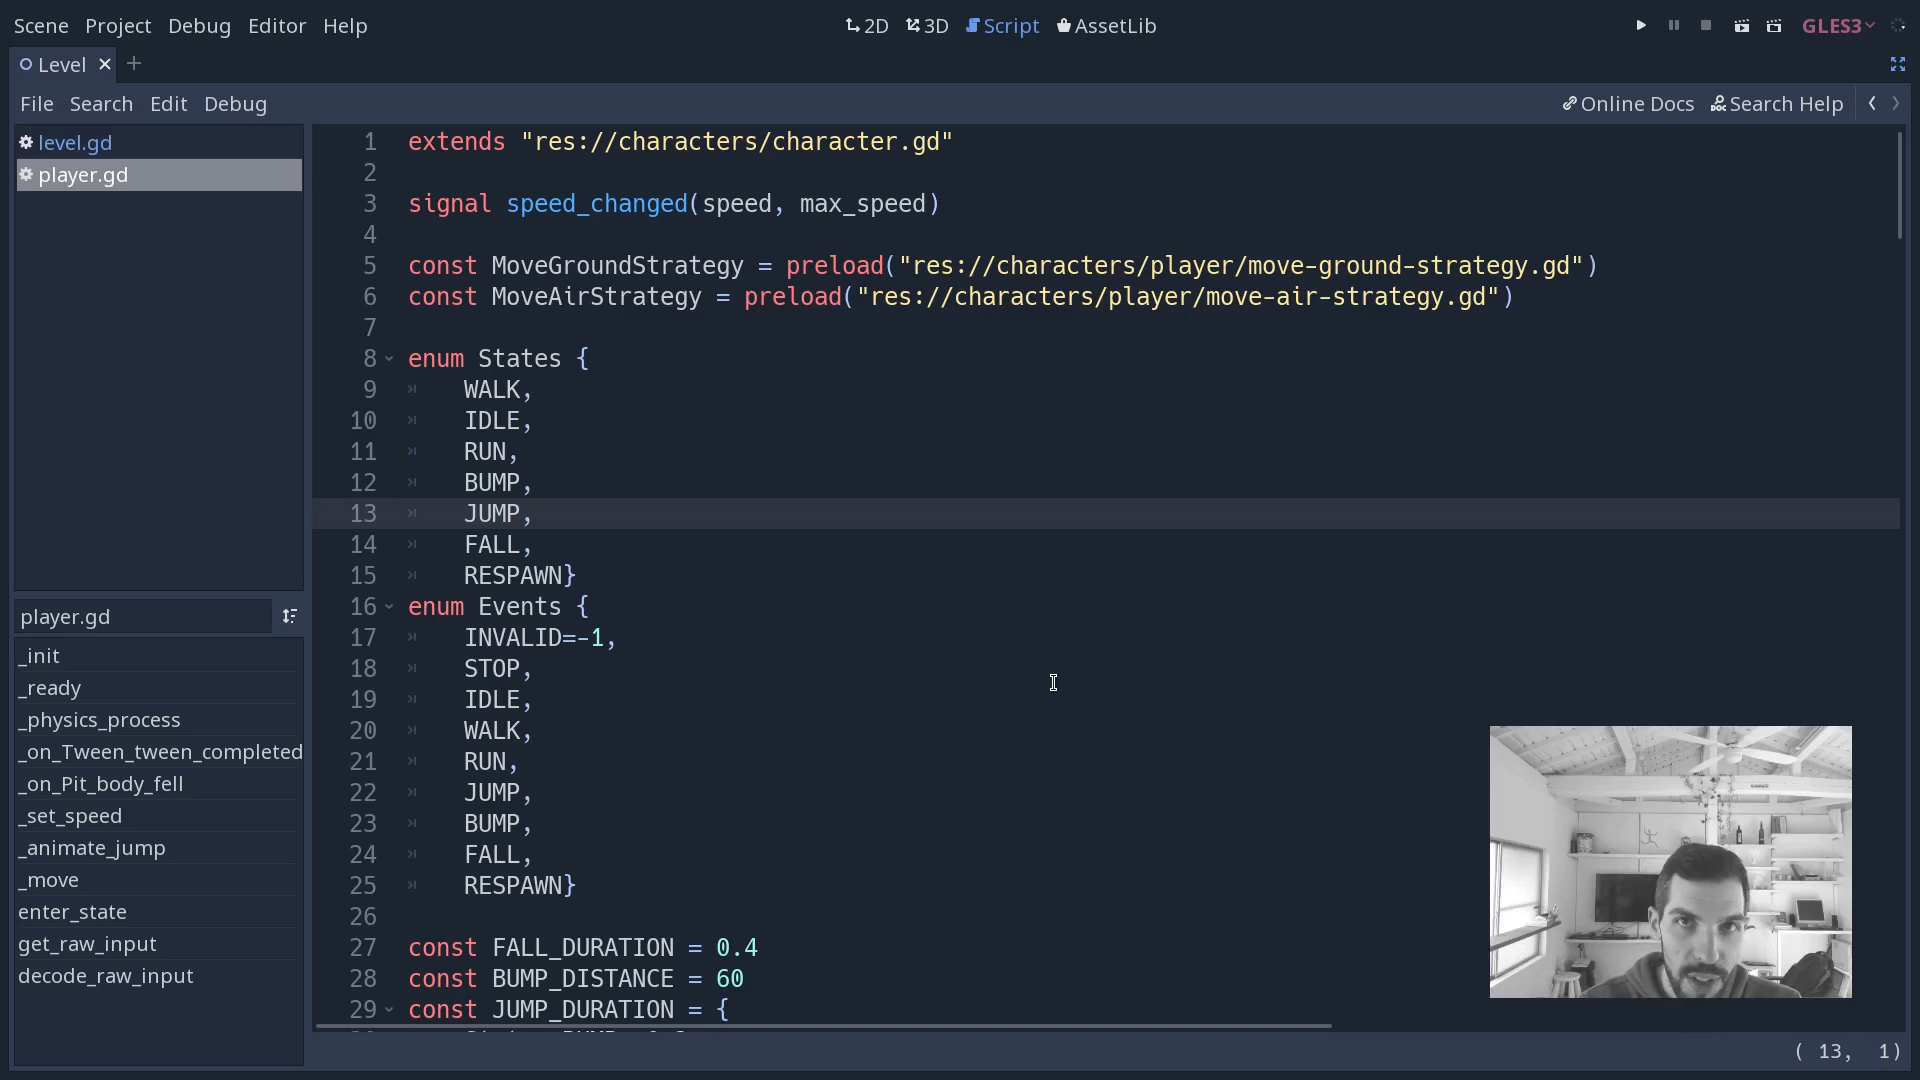 Scene Project Debug Editor Help
2D 3D Script AssetLib
GLES3
Level
File Search Edit Debug
Online Docs Search Help
level.gd
player.gd
player.gd
_init
_ready
_physics_process
_on_Tween_tween_completed
_on_Pit_body_fell
_set_speed
_animate_jump
_move
enter_state
get_raw_input
decode_raw_input
1 extends "res://characters/character.gd"
2
3 signal speed_changed(speed, max_speed)
4
5 const MoveGroundStrategy = preload("res://characters/player/move-ground-strategy.gd")
6 const MoveAirStrategy = preload("res://characters/player/move-air-strategy.gd")
7
8 enum States {
9 WALK,
10 IDLE,
11 RUN,
12 BUMP,
13 JUMP,
14 FALL,
15 RESPAWN}
16 enum Events {
17 INVALID=-1,
18 STOP,
19 IDLE,
20 WALK,
21 RUN,
22 JUMP,
23 BUMP,
24 FALL,
25 RESPAWN}
26
27 const FALL_DURATION = 0.4
28 const BUMP_DISTANCE = 60
29 const JUMP_DURATION = {
( 13, 1)